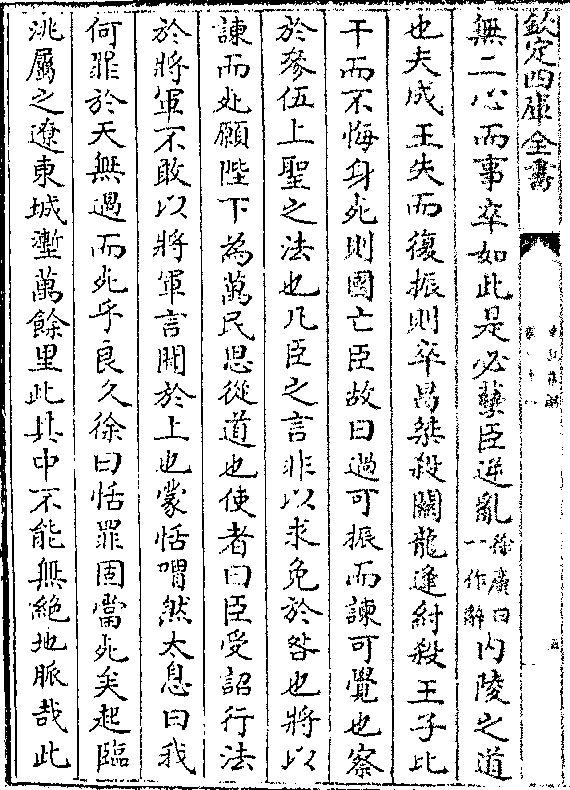 欽定四庫全書
無二心而事卒如此是必孽臣逆亂徐廣曰一作辭內陵之道
也夫成王失而復振則卒昌桀殺關龍逢紂殺王子比
干而不悔身死則國亡臣故曰過可振而諫可覺也察
於參伍上聖之法也凡臣之言非以求免於咎也將以
諫而死願陛下為萬民思從道也使者曰臣受詔行法
於將軍不敢以將軍言聞於上也蒙恬喟然太息曰我
何罪於天無過而死乎良久徐曰恬罪固當死矣起臨
洮屬之遼東城塹萬餘里此其中不能無絕地脈哉此